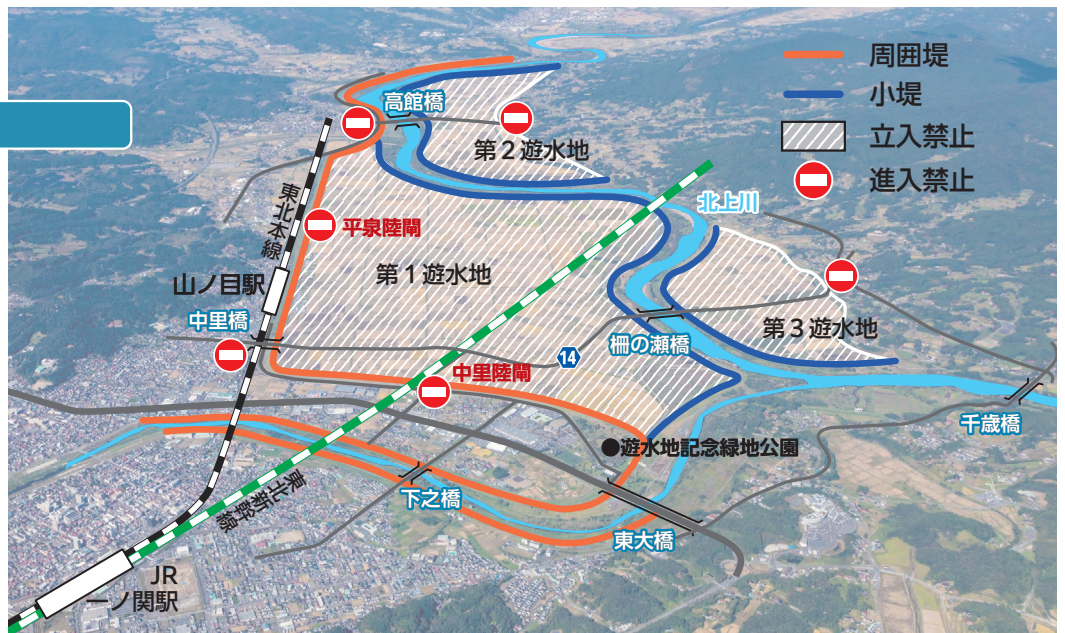 周囲堤
小堤
立入禁止
進入禁止
高館橋
第２遊水地
東北本線
平泉陸閘
北上川
第１遊水地
山ノ目駅
中里橋
第３遊水地
柵の瀬橋
14
中里陸閘
千歳橋
●遊水地記念緑地公園
下之橋
東北新幹線
東大橋
JR
一ノ関駅